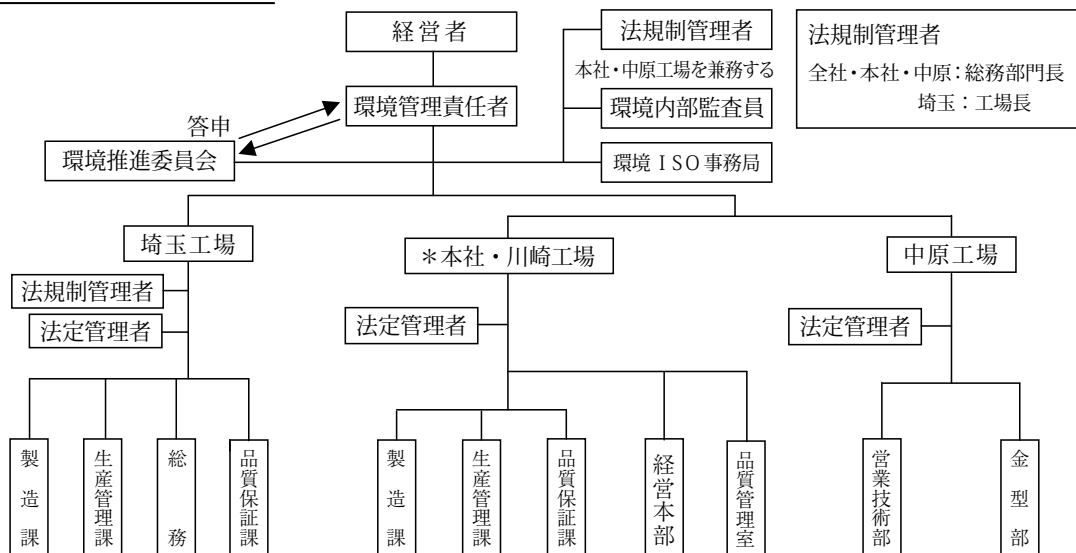 経営者
法規制管理者
本社・中原工場を兼務する
法規制管理者
全社・本社・中原：総務部門長
埼玉：工場長
環境管理責任者
環境内部監査員
答申
環境推進委員会
環境ISO事務局
埼玉工場
＊本社・川崎工場
中原工場
法規制管理者
法定管理者
法定管理者
法定管理者
製造課
生産管理課
総務
品質保証課
製造課
生産管理課
品質保証課
経営本部
品質管理室
営業技術部
金型部